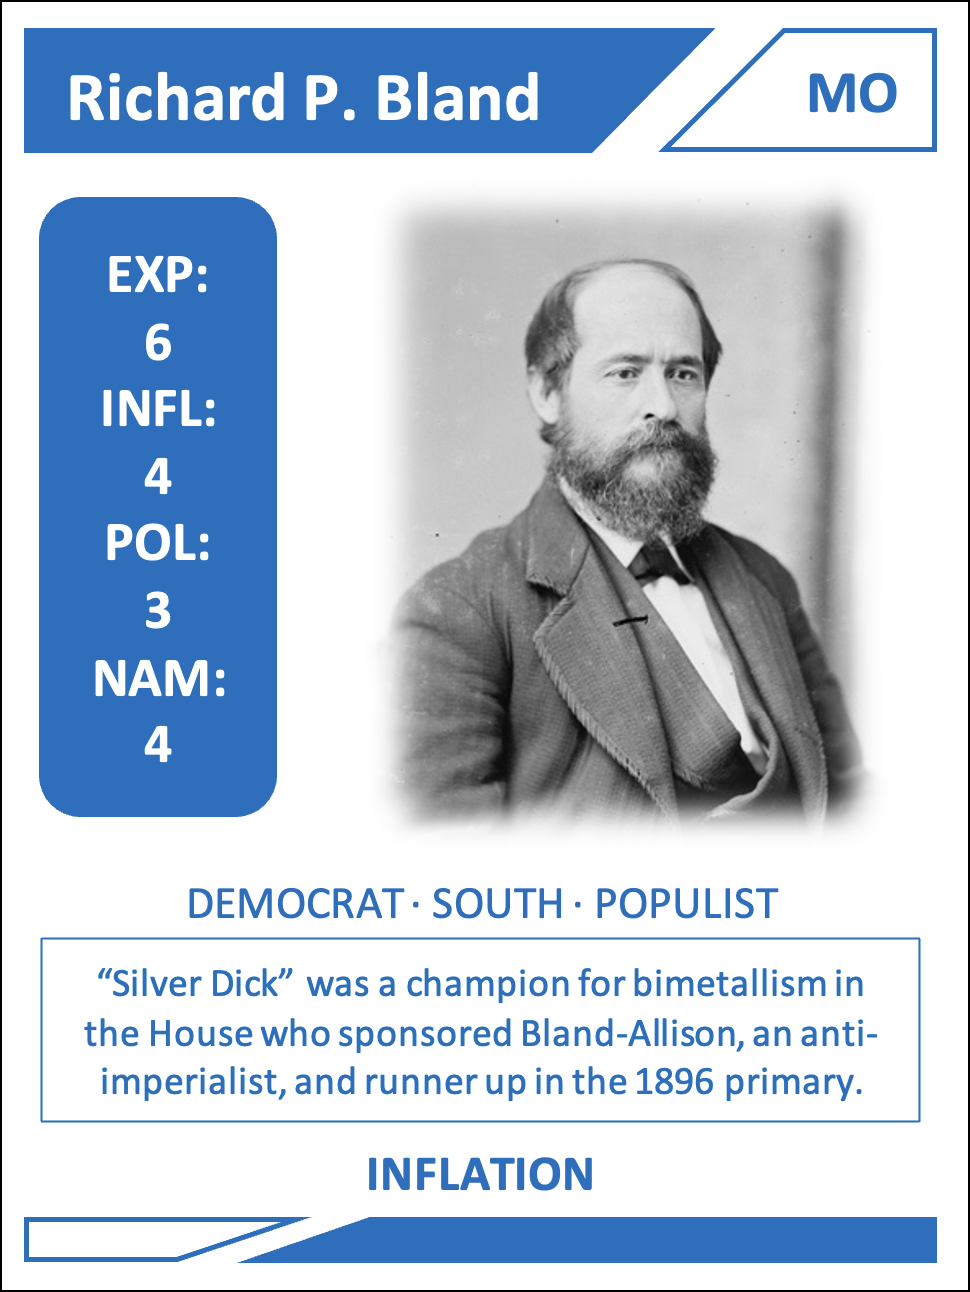 Richard P. Bland
MO
EXP:
6
INFL:
4
POL:
3
NAM:
4
DEMOCRAT · SOUTH · POPULIST
“Silver Dick” was a champion for bimetallism in
the House who sponsored Bland-Allison, an anti-
imperialist, and runner up in the 1896 primary.
INFLATION